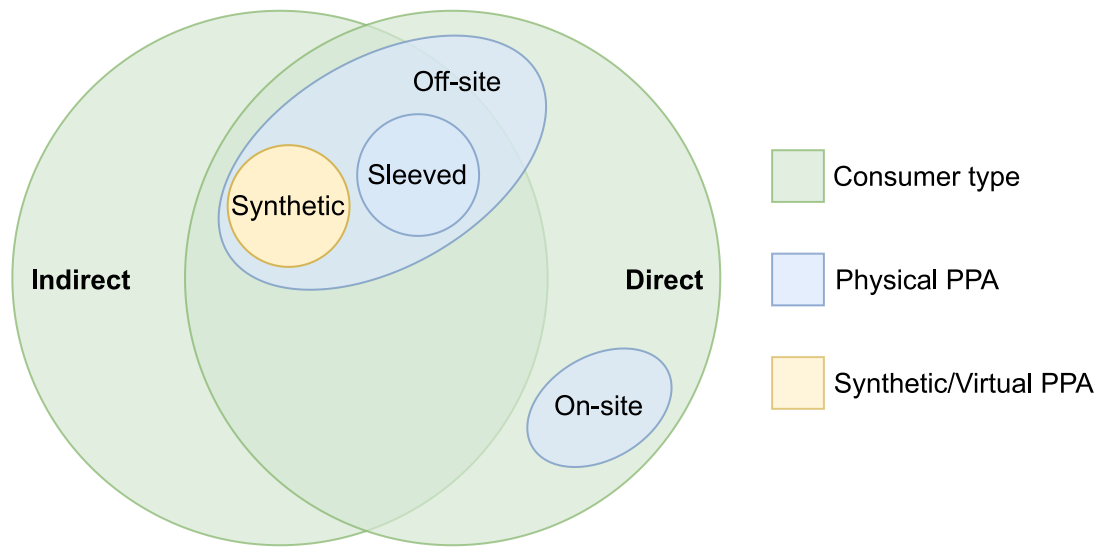 Off-site
Sleeved
Synthetic
Indirect
Direct
On-site
Consumer type
Physical PPA
Synthetic/Virtual PPA